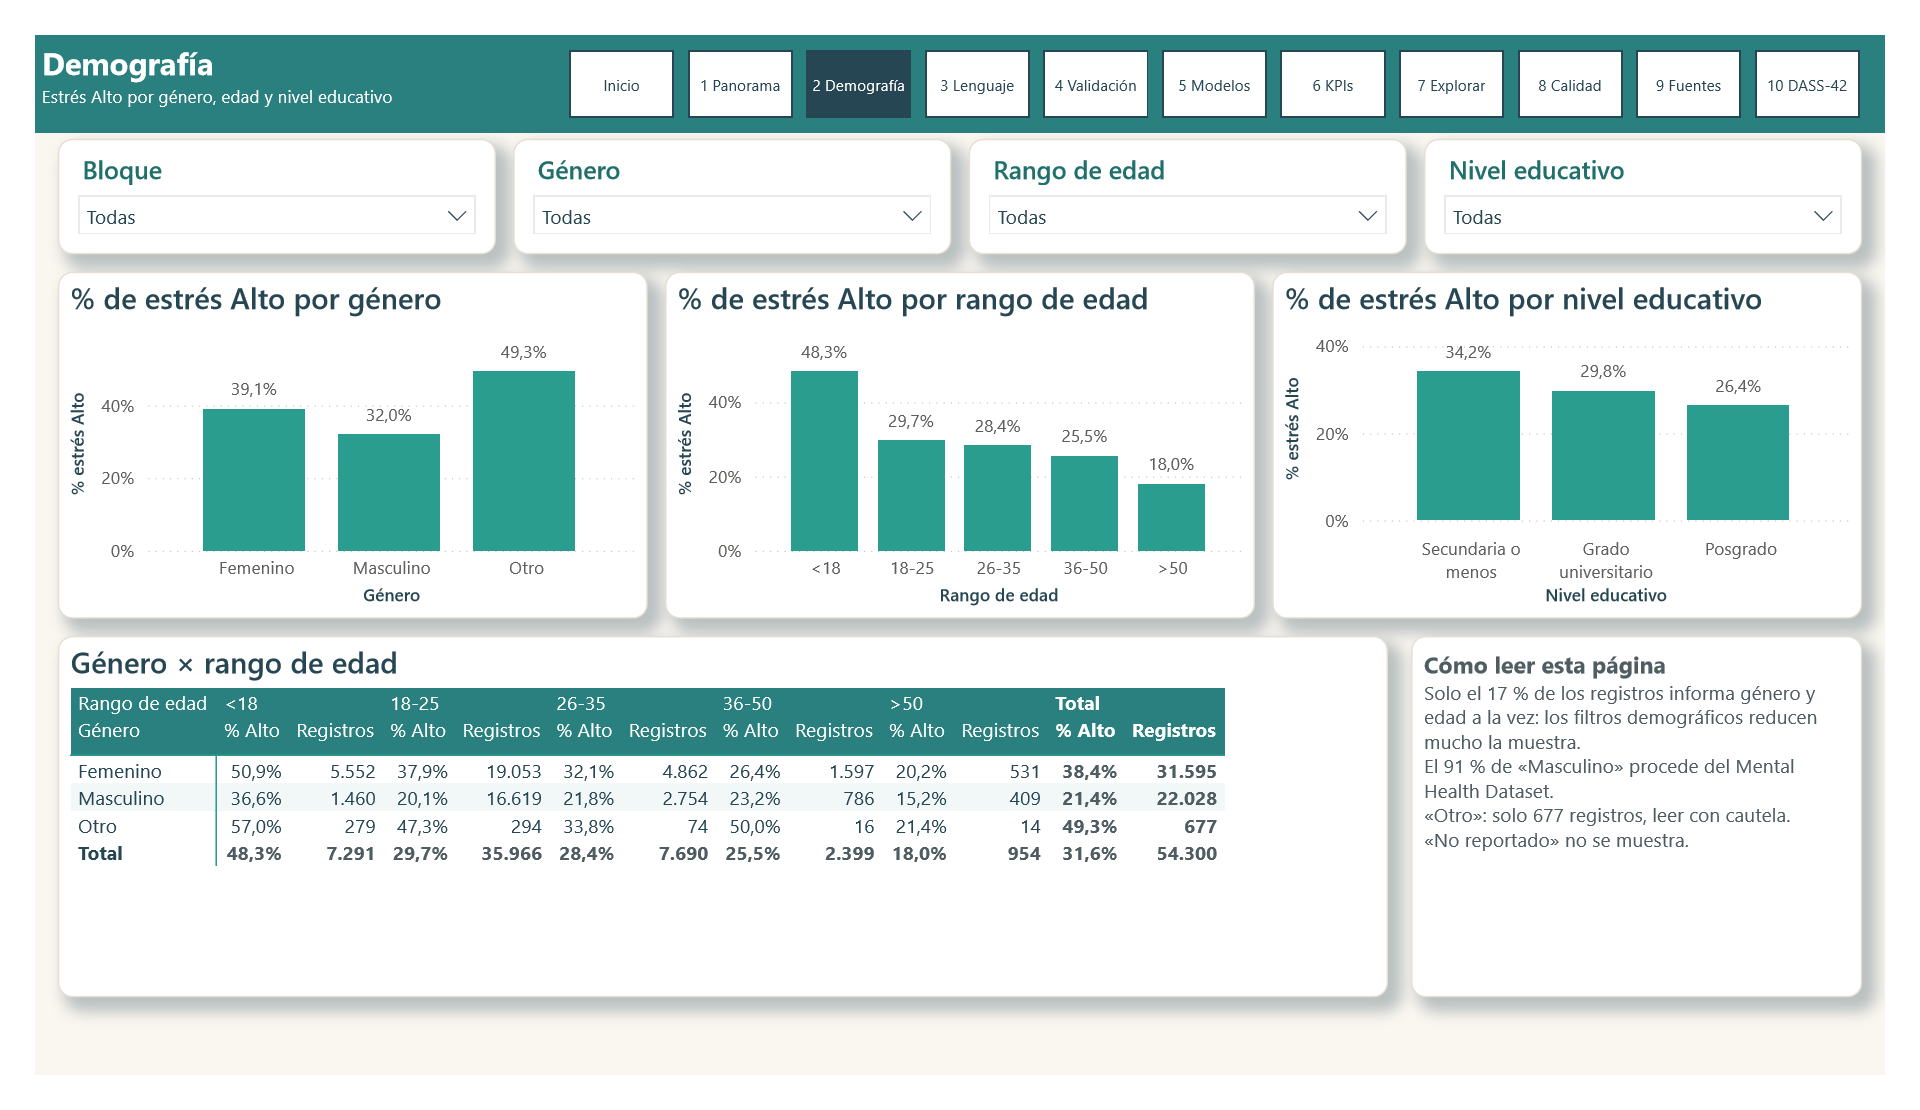 Demografía
Estrés Alto por género, edad y nivel educativo
Inicio
1 Panorama
2 Demografía
3 Lenguaje
4 Validación
5 Modelos
6 KPIs
7 Explorar
8 Calidad
9 Fuentes
10 DASS-42
Bloque
Todas
Género
Todas
Rango de edad
Todas
Nivel educativo
Todas
% de estrés Alto por género
% estrés Alto
40%
20%
0%
39,1%
32,0%
49,3%
Femenino
Masculino
Otro
Género
% de estrés Alto por rango de edad
% estrés Alto
40%
20%
0%
48,3%
29,7%
28,4%
25,5%
18,0%
<18
18-25
26-35
36-50
>50
Rango de edad
% de estrés Alto por nivel educativo
% estrés Alto
40%
20%
0%
34,2%
29,8%
26,4%
Secundaria o
menos
Grado
universitario
Posgrado
Nivel educativo
Género × rango de edad
Rango de edad <18 18-25 26-35 36-50 >50 Total
Género % Alto Registros % Alto Registros % Alto Registros % Alto Registros % Alto Registros % Alto Registros
Femenino 50,9% 5.552 37,9% 19.053 32,1% 4.862 26,4% 1.597 20,2% 531 38,4% 31.595
Masculino 36,6% 1.460 20,1% 16.619 21,8% 2.754 23,2% 786 15,2% 409 21,4% 22.028
Otro 57,0% 279 47,3% 294 33,8% 74 50,0% 16 21,4% 14 49,3% 677
Total 48,3% 7.291 29,7% 35.966 28,4% 7.690 25,5% 2.399 18,0% 954 31,6% 54.300
Cómo leer esta página
Solo el 17 % de los registros informa género y
edad a la vez: los filtros demográficos reducen
mucho la muestra.
El 91 % de «Masculino» procede del Mental
Health Dataset.
«Otro»: solo 677 registros, leer con cautela.
«No reportado» no se muestra.